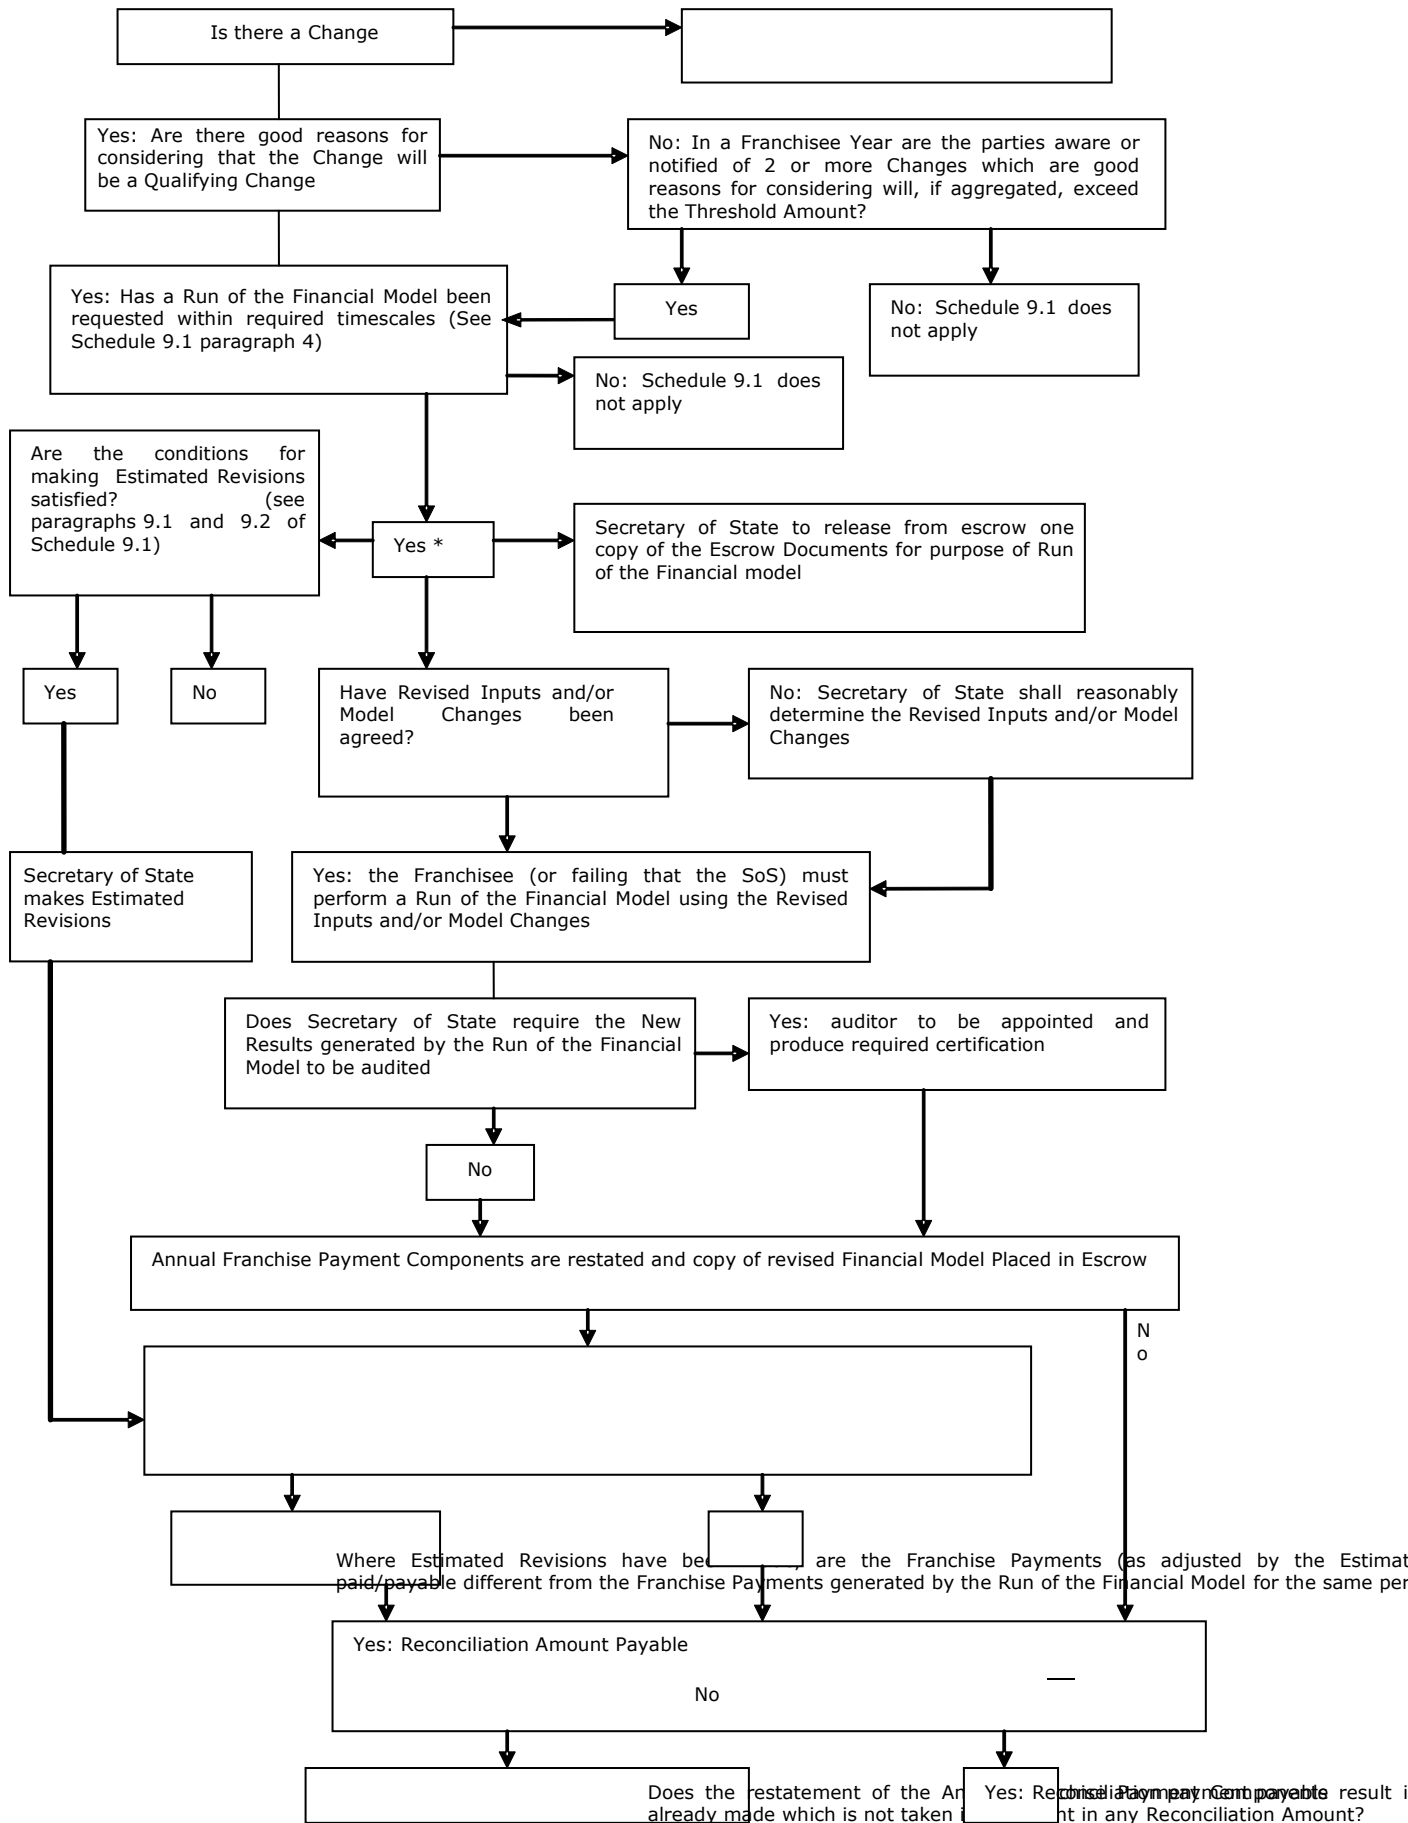 Is there a Change
Yes: Are there good reasons for
considering that the Change will
be a Qualifying Change
No: In a Franchisee Year are the parties aware or
notified of 2 or more Changes which are good
reasons for considering will, if aggregated, exceed
the Threshold Amount?
Yes: Has a Run of the Financial Model been
requested within required timescales (See
Schedule 9.1 paragraph 4)
Yes
No: Schedule 9.1 does
not apply
No: Schedule 9.1 does
not apply
Are the conditions for
making Estimated Revisions
satisfied? (see
paragraphs 9.1 and 9.2 of
Schedule 9.1)
Yes *
Secretary of State to release from escrow one
copy of the Escrow Documents for purpose of Run
of the Financial model
Yes
No
Have Revised Inputs and/or
Model Changes been
agreed?
No: Secretary of State shall reasonably
determine the Revised Inputs and/or Model
Changes
Secretary of State
makes Estimated
Revisions
Yes: the Franchisee (or failing that the SoS) must
perform a Run of the Financial Model using the Revised
Inputs and/or Model Changes
Does Secretary of State require the New
Results generated by the Run of the Financial
Model to be audited
Yes: auditor to be appointed and
produce required certification
No
Annual Franchise Payment Components are restated and copy of revised Financial Model Placed in Escrow
N
o
Where Estimated Revisions have are the Franchise Payments (as adjusted by the
paid/payable different from the Franchise Payments generated by the Run of the Financial Model for the same
Yes: Reconciliation Amount Payable
No
Does the restatement of the Yes: result
already made which is not taken in any Reconciliation Amount?